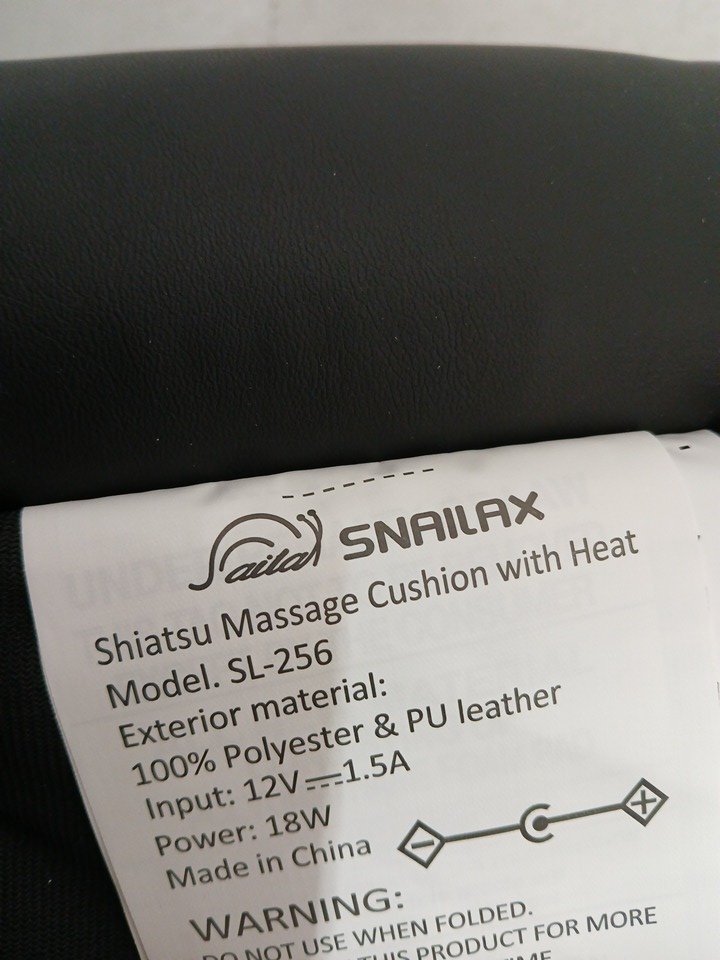 SNAILAX
Shiatsu Massage Cushion with Heat
Model. SL-256
Exterior material:
100% Polyester & PU leather
Input: 12V⎓1.5A
Power: 18W
Made in China
WARNING:
DO NOT USE WHEN FOLDED.
THIS PRODUCT FOR MORE